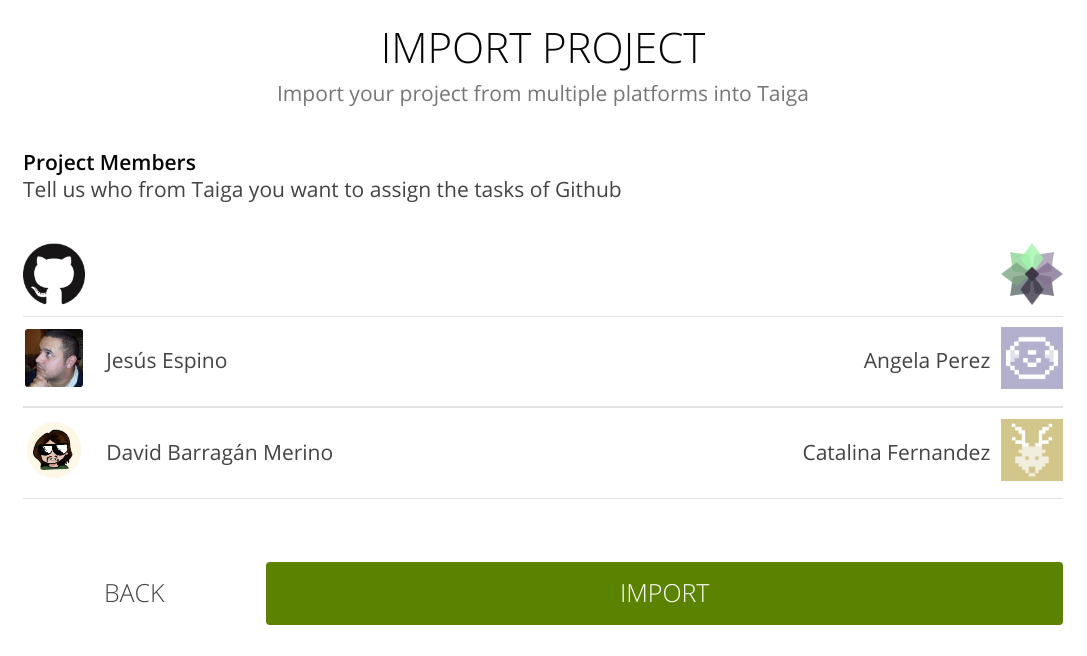 IMPORT PROJECT
Import your project from multiple platforms into Taiga
Project Members
Tell us who from Taiga you want to assign the tasks of Github
Jesús Espino Angela Perez
David Barragán Merino Catalina Fernandez
BACK IMPORT